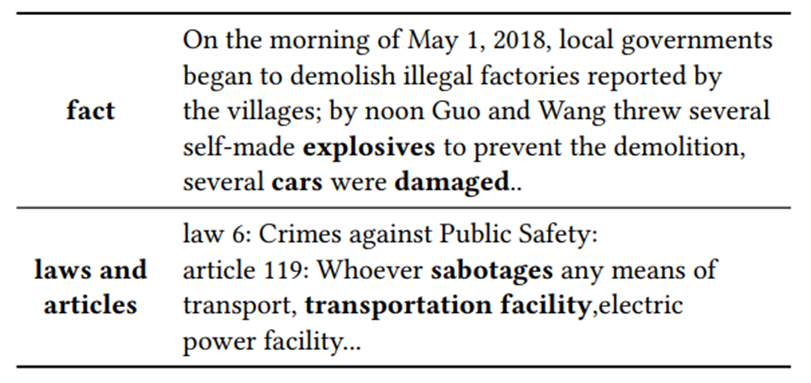 On the morning of May 1, 2018, local governments
began to demolish illegal factories reported by
fact
the villages; by noon Guo and Wang threw several
self-made explosives to prevent the demolition,
several cars were damaged..
law 6: Crimes against Public Safety:
laws and
article 119: Whoever sabotages any means of
articles
transport, transportation facility,electric
power facility...